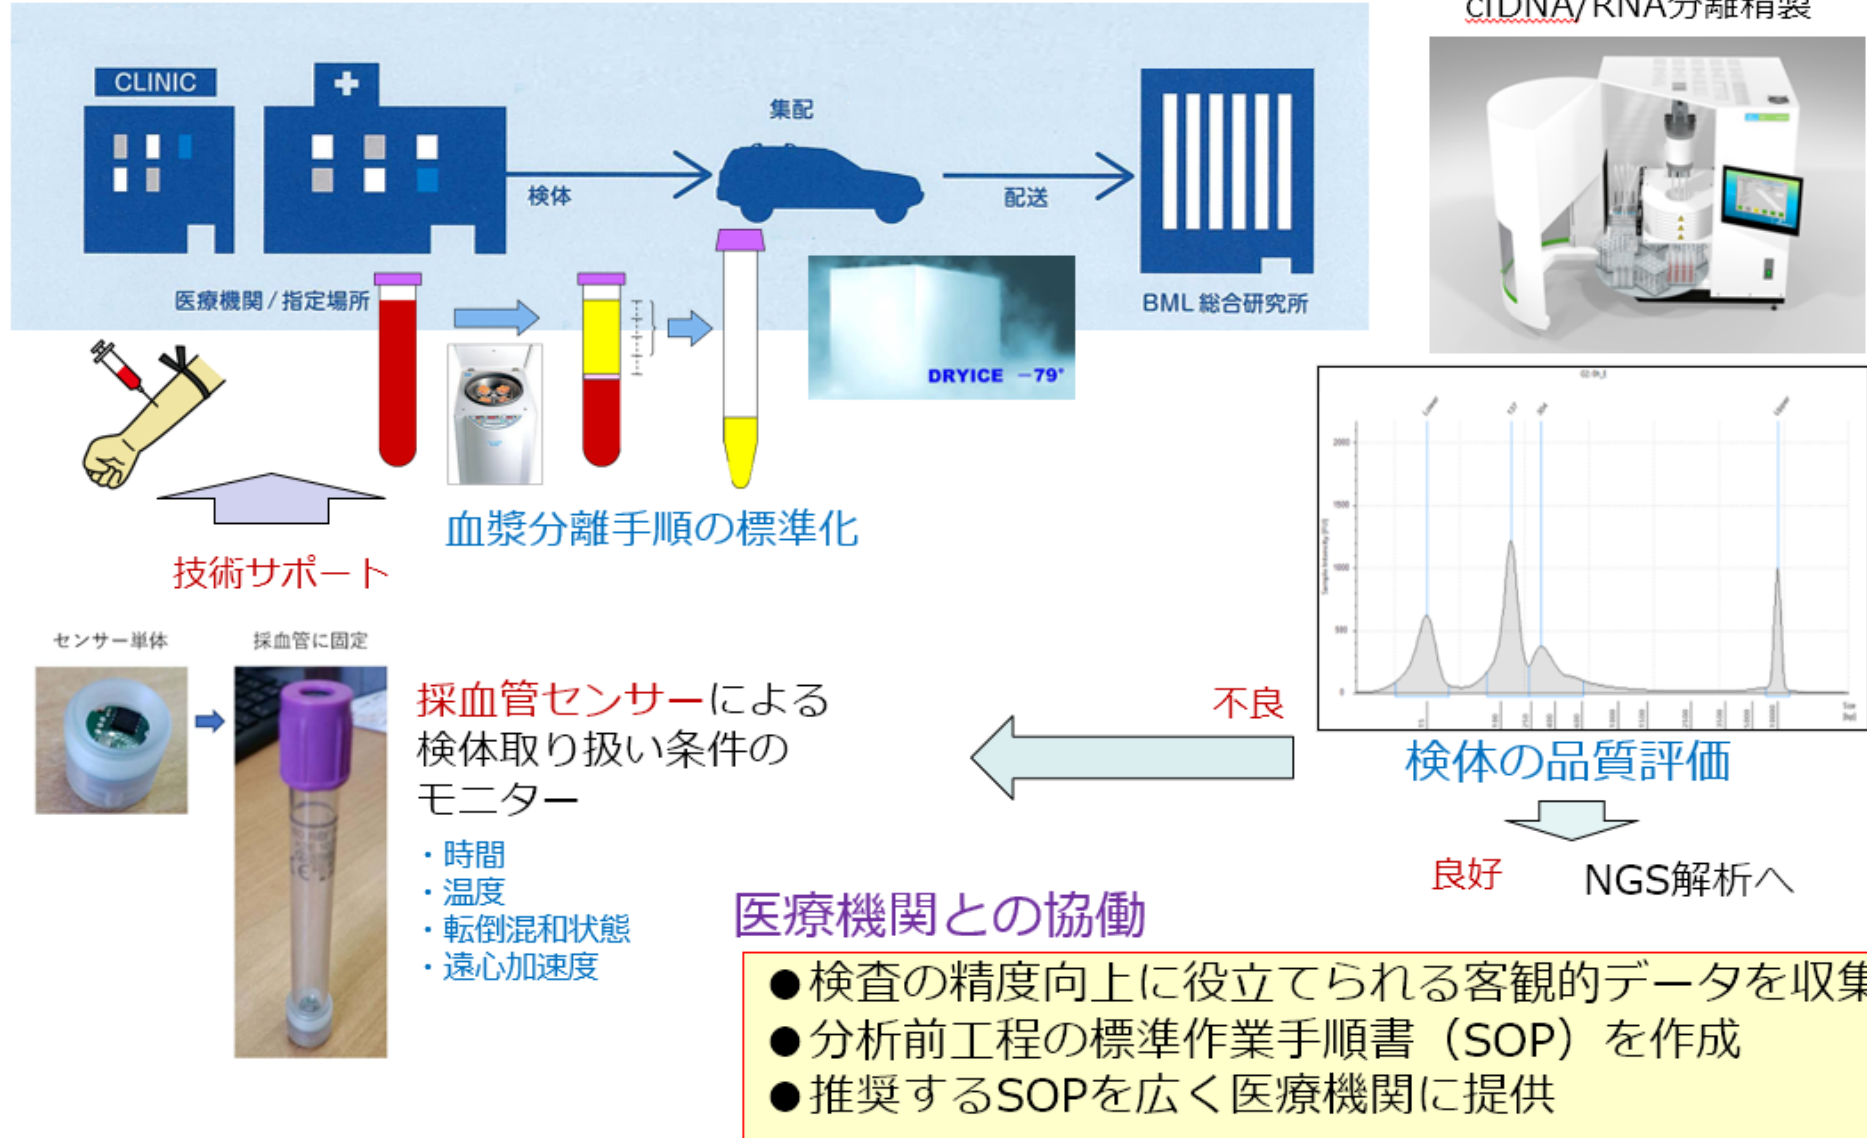 cfDNA/RNA分離精製
CLINIC
集配
検体
配送
医療機関/指定場所
BML 総合研究所
DRYICE -79°
血漿分離手順の標準化
技術サポート
センサー単体
採血管に固定
採血管センサーによる
検体取り扱い条件の
モニター
・時間
・温度
・転倒混和状態
・遠心加速度
Lower
137
304
Upper
2000
1500
1000
500
0
不良
検体の品質評価
良好
NGS解析へ
医療機関との協働
●検査の精度向上に役立てられる客観的データを収集
●分析前工程の標準作業手順書（SOP）を作成
●推奨するSOPを広く医療機関に提供